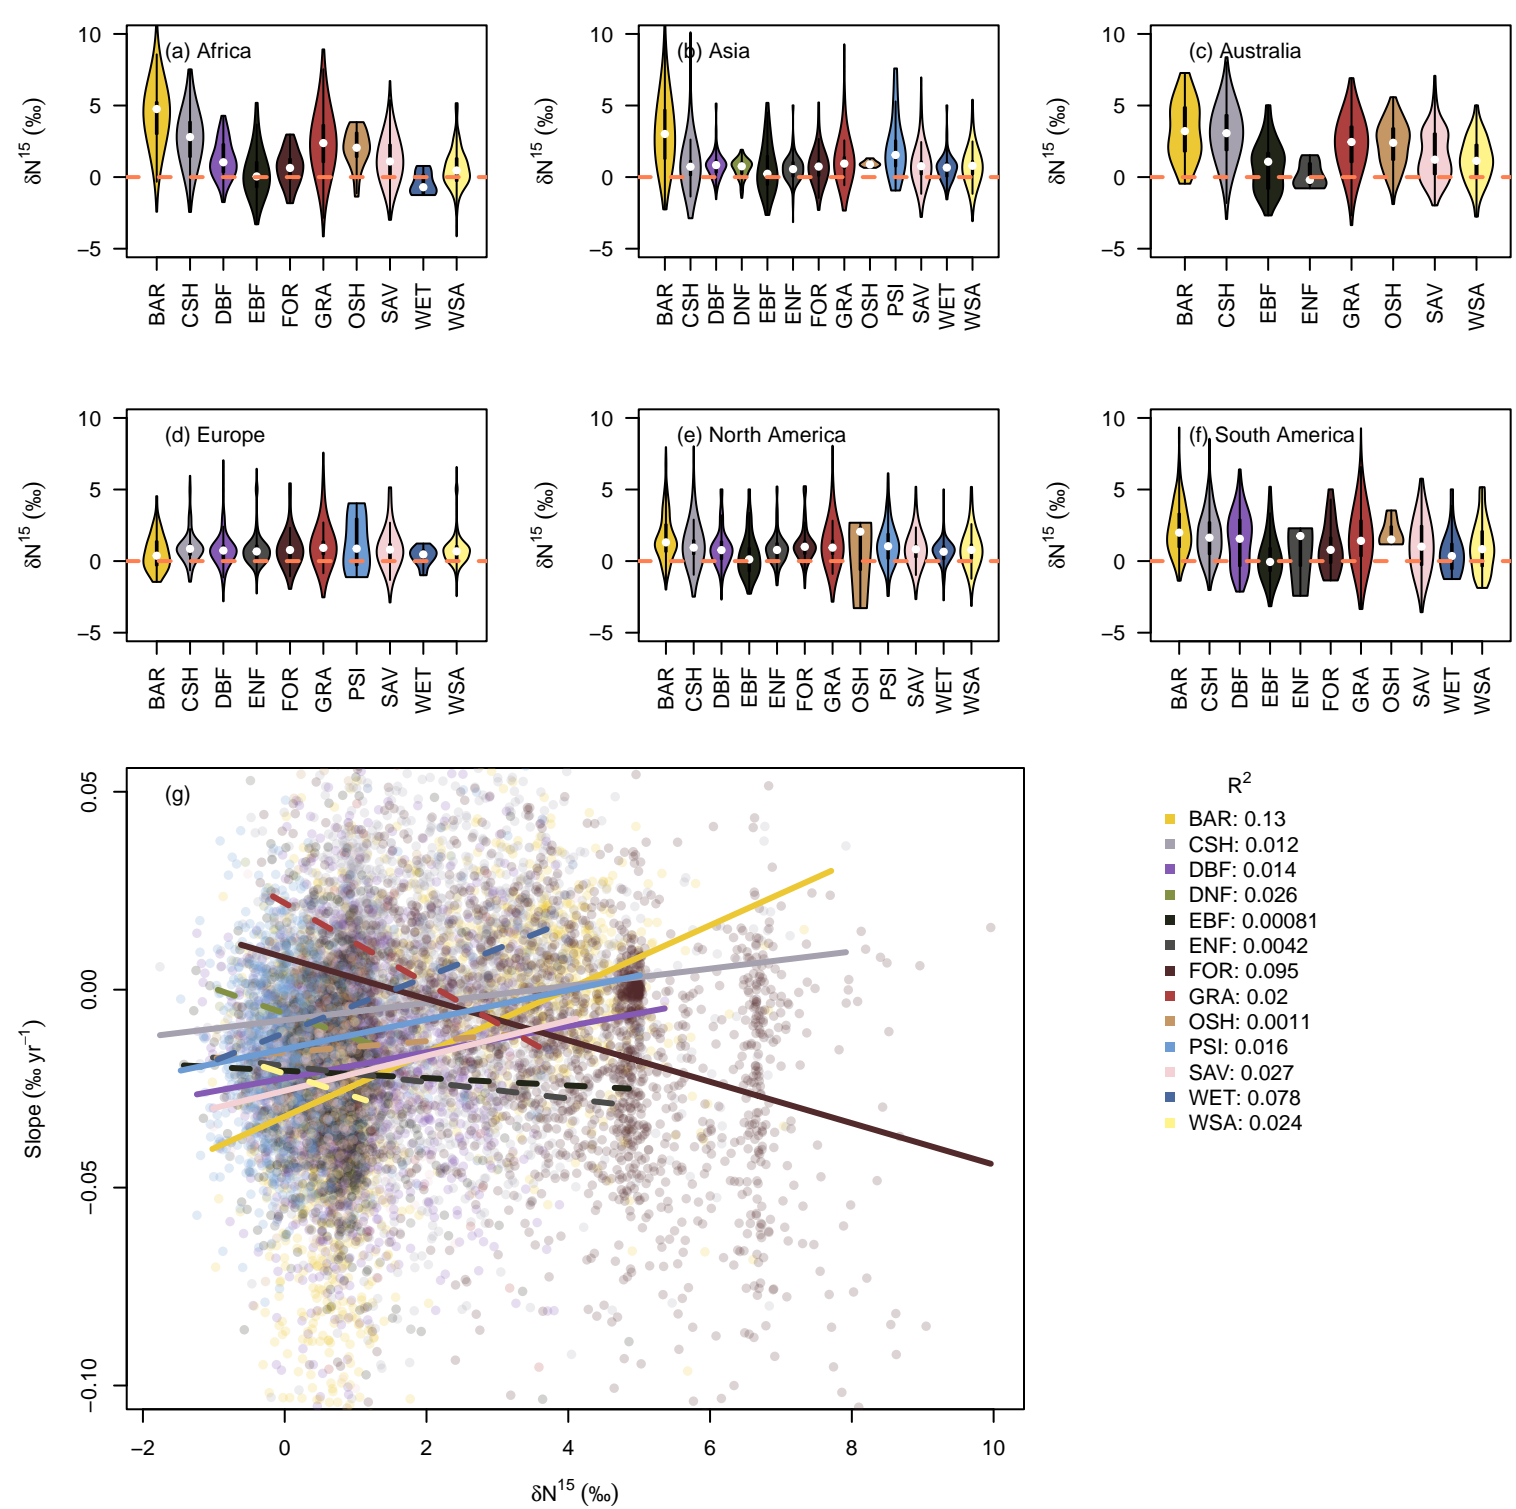 (a) Africa
δN¹⁵ (‰)
10
5
0
−5
BAR CSH DBF EBF FOR GRA OSH SAV WET WSA
(b) Asia
δN¹⁵ (‰)
10
5
0
−5
BAR CSH DBF DNF EBF ENF FOR GRA OSH PSI SAV WET WSA
(c) Australia
δN¹⁵ (‰)
10
5
0
−5
BAR CSH EBF ENF GRA OSH SAV WSA
(d) Europe
δN¹⁵ (‰)
10
5
0
−5
BAR CSH DBF ENF FOR GRA PSI SAV WET WSA
(e) North America
δN¹⁵ (‰)
10
5
0
−5
BAR CSH DBF EBF ENF FOR GRA OSH PSI SAV WET WSA
(f) South America
δN¹⁵ (‰)
10
5
0
−5
BAR CSH DBF EBF ENF FOR GRA OSH SAV WET WSA
(g)
Slope (‰ yr⁻¹)
0.05
0.00
−0.05
−0.10
−2 0 2 4 6 8 10
δN¹⁵ (‰)
R²
BAR: 0.13
CSH: 0.012
DBF: 0.014
DNF: 0.026
EBF: 0.00081
ENF: 0.0042
FOR: 0.095
GRA: 0.02
OSH: 0.0011
PSI: 0.016
SAV: 0.027
WET: 0.078
WSA: 0.024